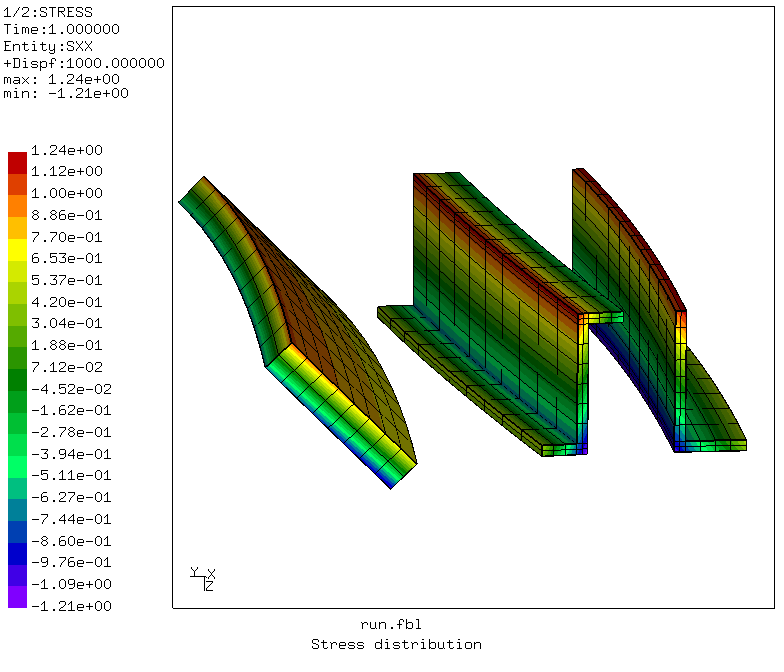 1/2:STRESS
Time:1.000000
Entity:SXX
+Dispf:1000.000000
max: 1.24e+00
min: -1.21e+00
1.24e+00
1.12e+00
1.00e+00
8.86e-01
7.70e-01
6.53e-01
5.37e-01
4.20e-01
3.04e-01
1.88e-01
7.12e-02
-4.52e-02
-1.62e-01
-2.78e-01
-3.94e-01
-5.11e-01
-6.27e-01
-7.44e-01
-8.60e-01
-9.76e-01
-1.09e+00
-1.21e+00
Y X
Z
run.fbl
Stress distribution